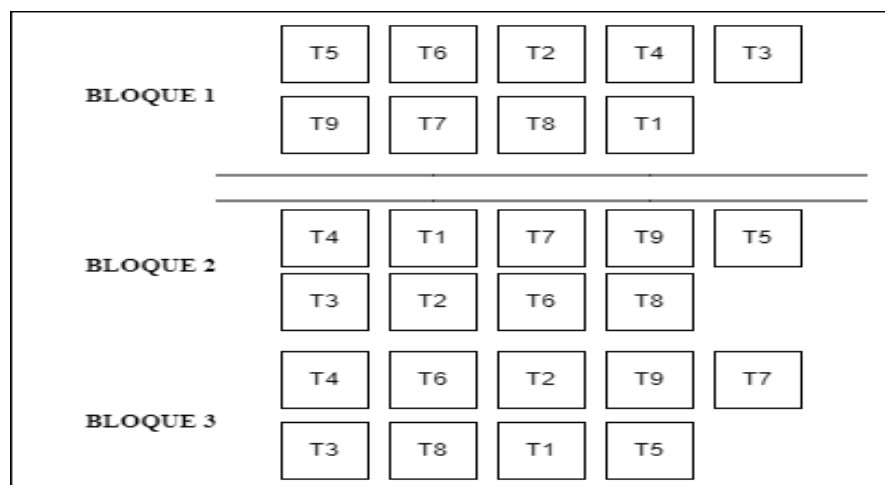 T5 T6 T2 T4 T3
BLOQUE 1
T9 T7 T8 T1
T4 T1 T7 T9 T5
BLOQUE 2
T3 T2 T6 T8
T4 T6 T2 T9 T7
BLOQUE 3
T3 T8 T1 T5